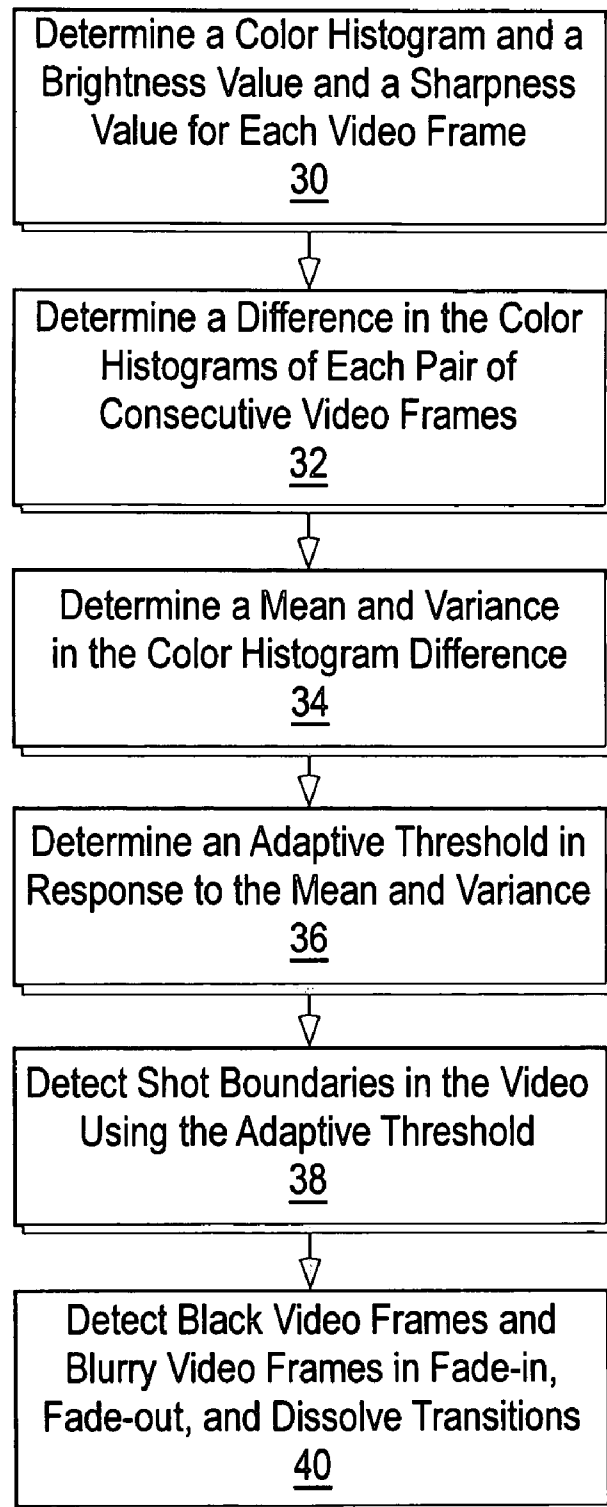 Determine a Color Histogram and a
Brightness Value and a Sharpness
Value for Each Video Frame
30
Determine a Difference in the Color
Histograms of Each Pair of
Consecutive Video Frames
32
Determine a Mean and Variance
in the Color Histogram Difference
34
Determine an Adaptive Threshold in
Response to the Mean and Variance
36
Detect Shot Boundaries in the Video
Using the Adaptive Threshold
38
Detect Black Video Frames and
Blurry Video Frames in Fade-in,
Fade-out, and Dissolve Transitions
40